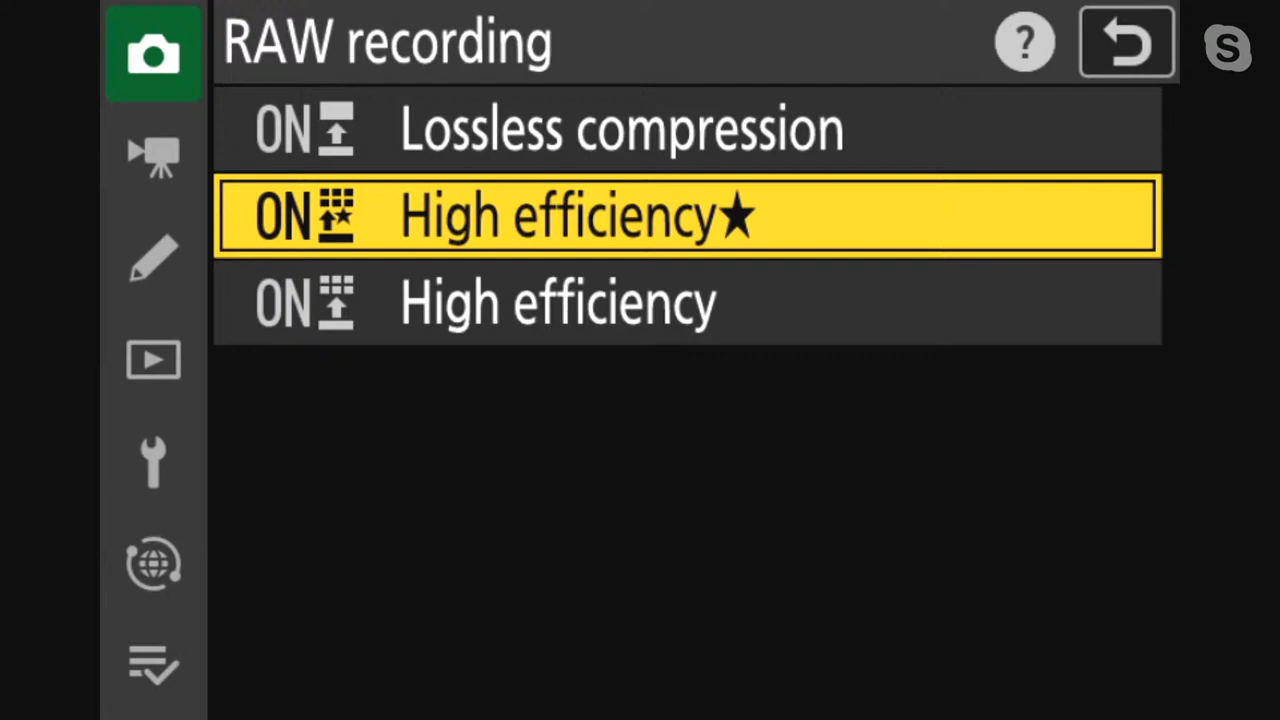 RAW recording
?
S
ON Lossless compression
ON High efficiency★
ON High efficiency